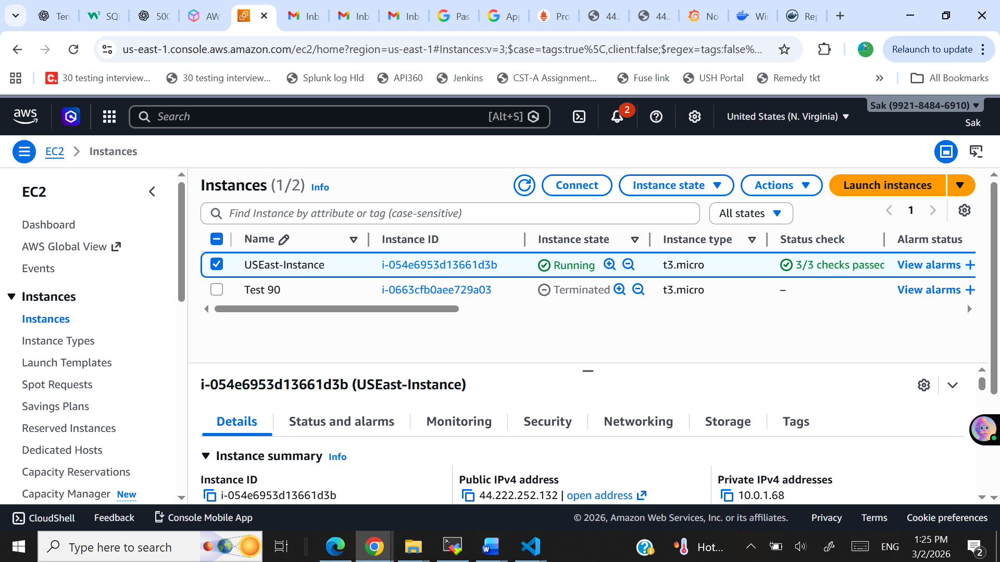 Ter
SQ
500
AW
Inb
Inb
Inb
Pas
Ap
Pro
44.
44.
No
Wi
Re
us-east-1.console.aws.amazon.com/ec2/home?region=us-east-1#Instances:v=3;$case=tags:true%5C,client:false;$regex=tags:false%...
Relaunch to update
30 testing interview...
30 testing interview...
Splunk log Hld
API360
Jenkins
CST-A Assignment...
Fuse link
USH Portal
Remedy tkt
All Bookmarks
aws
Search
[Alt+S]
2
United States (N. Virginia)
Sak (9921-8484-6910)
Sak
EC2
Instances
EC2
Dashboard
AWS Global View
Events
Instances
Instances
Instance Types
Launch Templates
Spot Requests
Savings Plans
Reserved Instances
Dedicated Hosts
Capacity Reservations
Capacity Manager New
Instances (1/2) Info
Connect
Instance state
Actions
Launch instances
Find Instance by attribute or tag (case-sensitive)
All states
1
Name Instance ID Instance state Instance type Status check Alarm status
USEast-Instance i-054e6953d13661d3b Running t3.micro 3/3 checks passed View alarms +
Test 90 i-0663cfb0aee729a03 Terminated t3.micro – View alarms +
i-054e6953d13661d3b (USEast-Instance)
Details
Status and alarms
Monitoring
Security
Networking
Storage
Tags
Instance summary Info
Instance ID
i-054e6953d13661d3b
Public IPv4 address
44.222.252.132 | open address
Private IPv4 addresses
10.0.1.68
CloudShell
Feedback
Console Mobile App
© 2026, Amazon Web Services, Inc. or its affiliates.
Privacy
Terms
Cookie preferences
Type here to search
Hot...
ENG
1:25 PM
3/2/2026
2